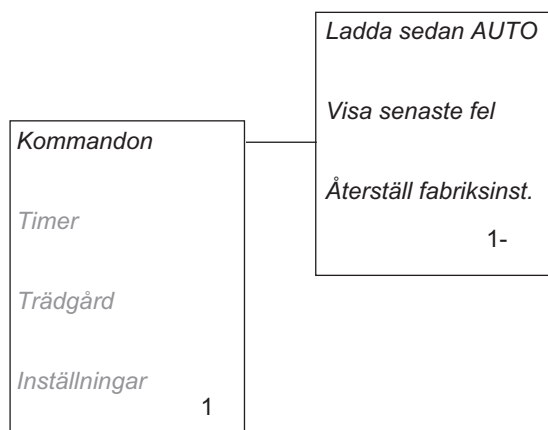 Kommandon
Timer
Trädgård
Inställningar
1
Ladda sedan AUTO
Visa senaste fel
Återställ fabriksinst.
1-